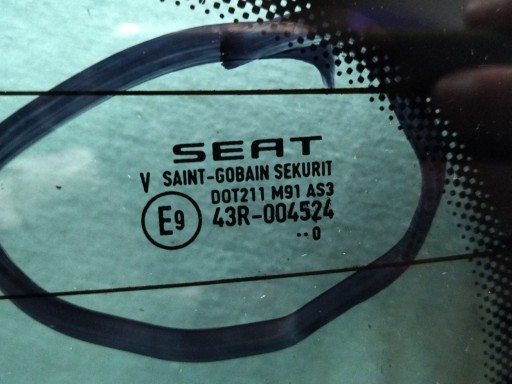 SEAT
V SAINT-GOBAIN SEKURIT
DOT211 M91 AS3
E9 43R-004524
··0